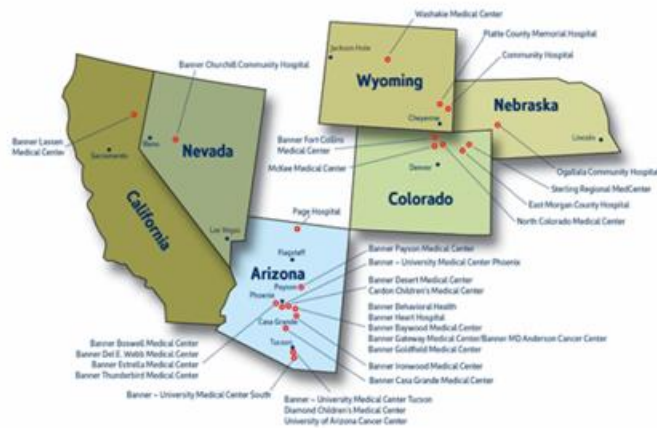 Washakie Medical Center
Platte County Memorial Hospital
Community Hospital
Jackson Hole
Wyoming
Cheyenne
Banner Churchill Community Hospital
Nebraska
Lincoln
Banner Lassen
Medical Center
Reno
Nevada
Sacramento
Banner Fort Collins
Medical Center
McKee Medical Center
Denver
Colorado
Ogallala Community Hospital
Sterling Regional MedCenter
East Morgan County Hospital
North Colorado Medical Center
California
Las Vegas
Page Hospital
Flagstaff
Arizona
Payson
Phoenix
Casa Grande
Tucson
Banner Payson Medical Center
Banner – University Medical Center Phoenix
Banner Desert Medical Center
Cardon Children's Medical Center
Banner Behavioral Health
Banner Heart Hospital
Banner Baywood Medical Center
Banner Gateway Medical Center/Banner MD Anderson Cancer Center
Banner Goldfield Medical Center
Banner Ironwood Medical Center
Banner Casa Grande Medical Center
Banner Boswell Medical Center
Banner Del E. Webb Medical Center
Banner Estrella Medical Center
Banner Thunderbird Medical Center
Banner – University Medical Center South
Banner – University Medical Center Tucson
Diamond Children's Medical Center
University of Arizona Cancer Center